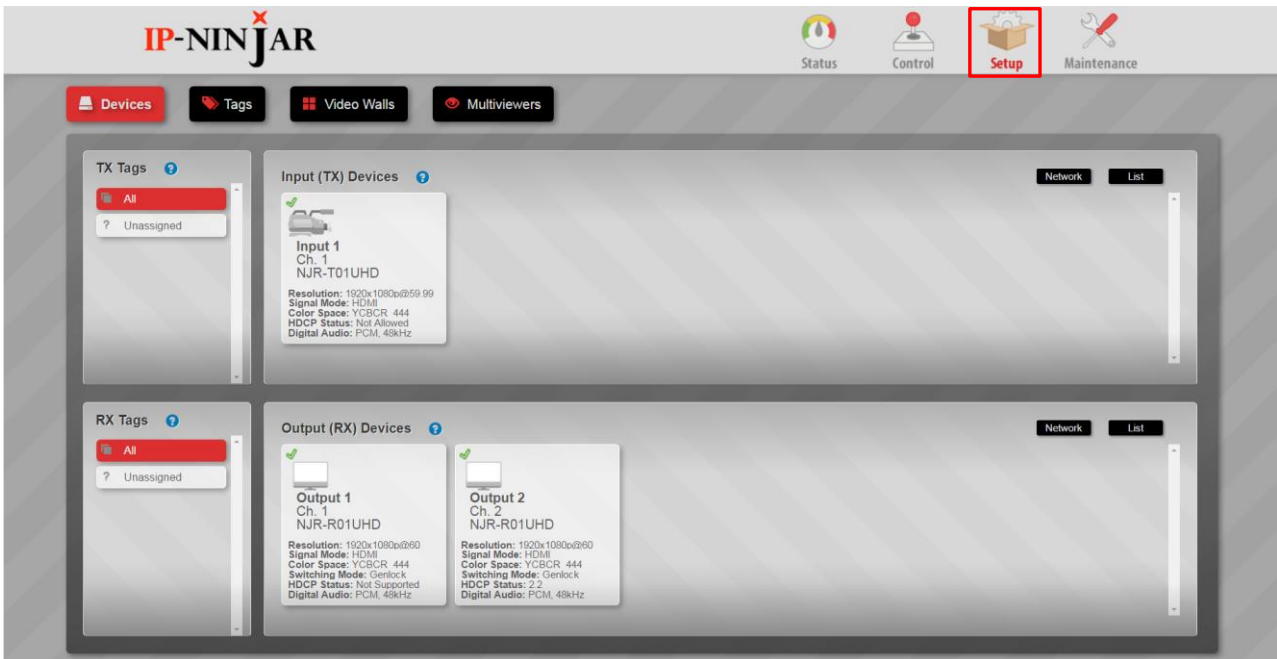 IP-NINJAR
Status Control Setup Maintenance
Devices Tags Video Walls Multiviewers
TX Tags ?
All
? Unassigned
Input (TX) Devices ?
Network List
Input 1
Ch. 1
NJR-T01UHD
Resolution: 1920x1080p@59.99
Signal Mode: HDMI
Color Space: YCBCR 444
HDCP Status: Not Allowed
Digital Audio: PCM, 48kHz
RX Tags ?
All
? Unassigned
Output (RX) Devices ?
Network List
Output 1
Ch. 1
NJR-R01UHD
Resolution: 1920x1080p@60
Signal Mode: HDMI
Color Space: YCBCR 444
Switching Mode: Genlock
HDCP Status: Not Supported
Digital Audio: PCM, 48kHz
Output 2
Ch. 2
NJR-R01UHD
Resolution: 1920x1080p@60
Signal Mode: HDMI
Color Space: YCBCR 444
Switching Mode: Genlock
HDCP Status: 2.2
Digital Audio: PCM, 48kHz